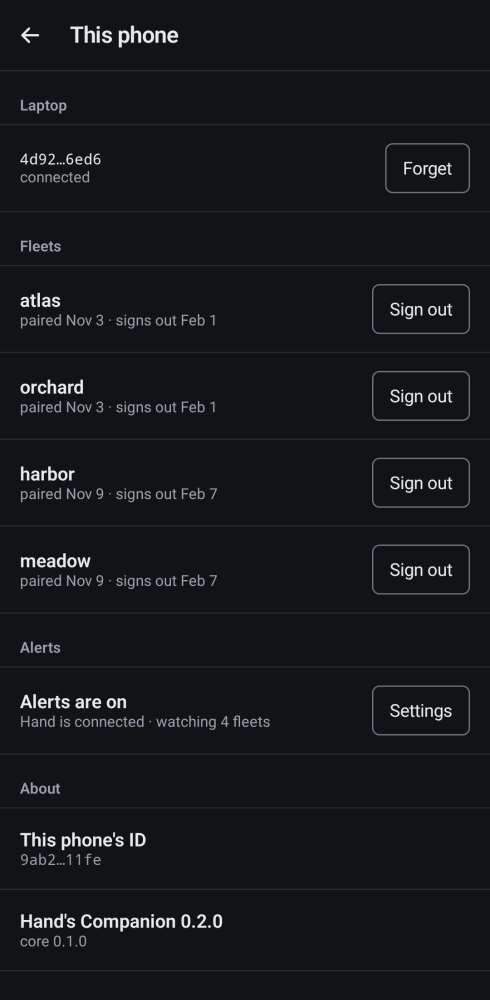 This phone
Laptop
4d92…6ed6
connected
Forget
Fleets
atlas
paired Nov 3 · signs out Feb 1
Sign out
orchard
paired Nov 3 · signs out Feb 1
Sign out
harbor
paired Nov 9 · signs out Feb 7
Sign out
meadow
paired Nov 9 · signs out Feb 7
Sign out
Alerts
Alerts are on
Hand is connected · watching 4 fleets
Settings
About
This phone's ID
9ab2…11fe
Hand's Companion 0.2.0
core 0.1.0